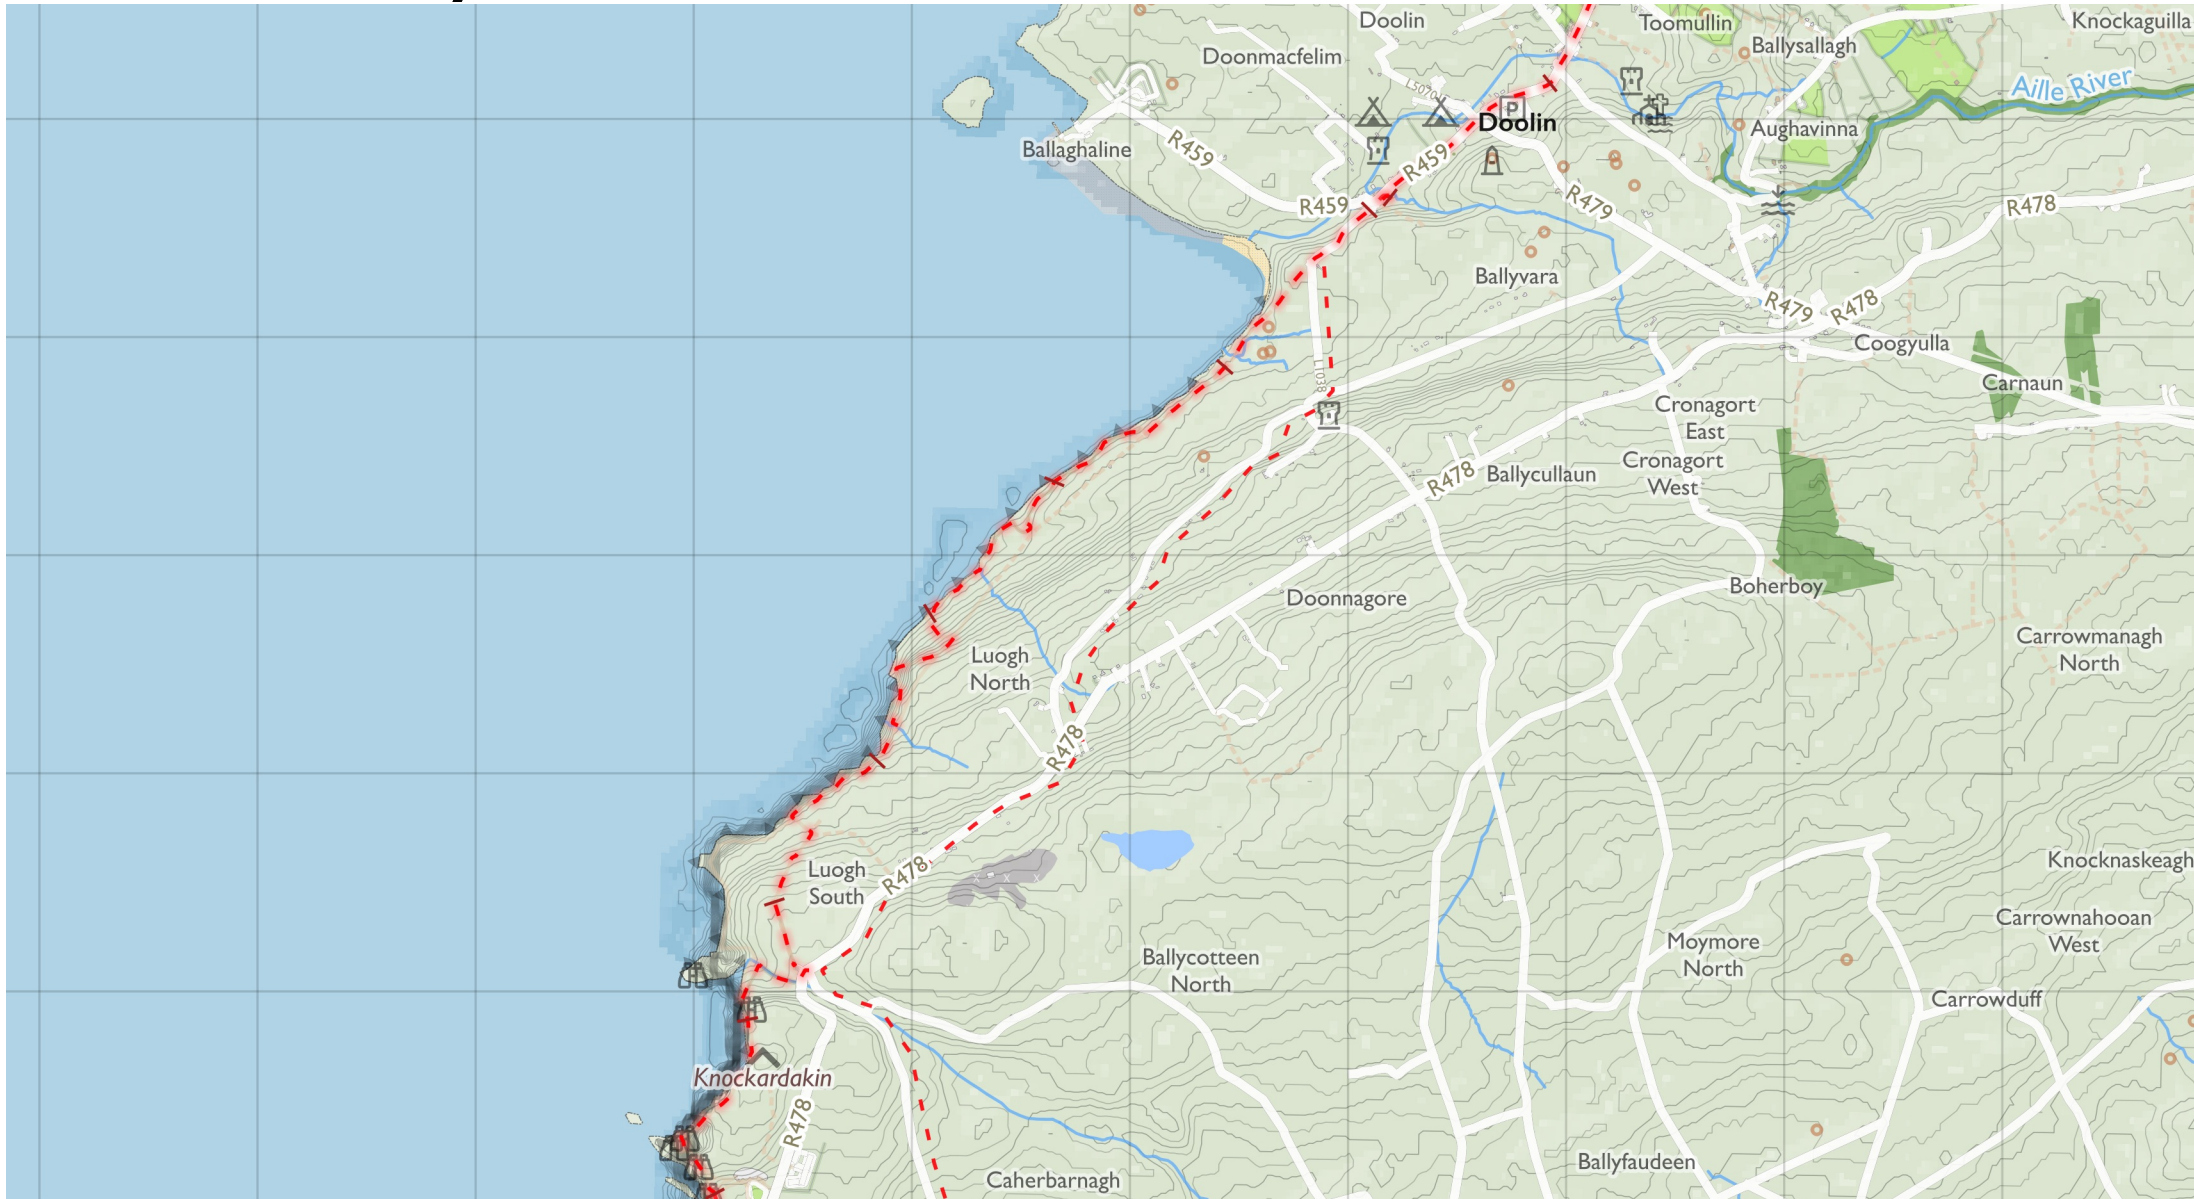 Doolin
Toomullin
Knockaguilla
Doonmacfelim
Ballysallagh
Aille River
L5070
P
Doolin
Aughavinna
Ballaghaline
R459
R459
R459
R479
R478
Ballyvara
R479
R478
Coogyulla
L1038
Carnaun
Cronagort
East
Cronagort
West
R478
Ballycullaun
Boherboy
Doonnagore
Carrowmanagh
North
Luogh
North
R478
Luogh
South
R478
Knocknaskeagh
Carrownahooan
West
Moymore
North
Ballycotteen
North
Carrowduff
Knockardakin
R478
Ballyfaudeen
Caherbarnagh